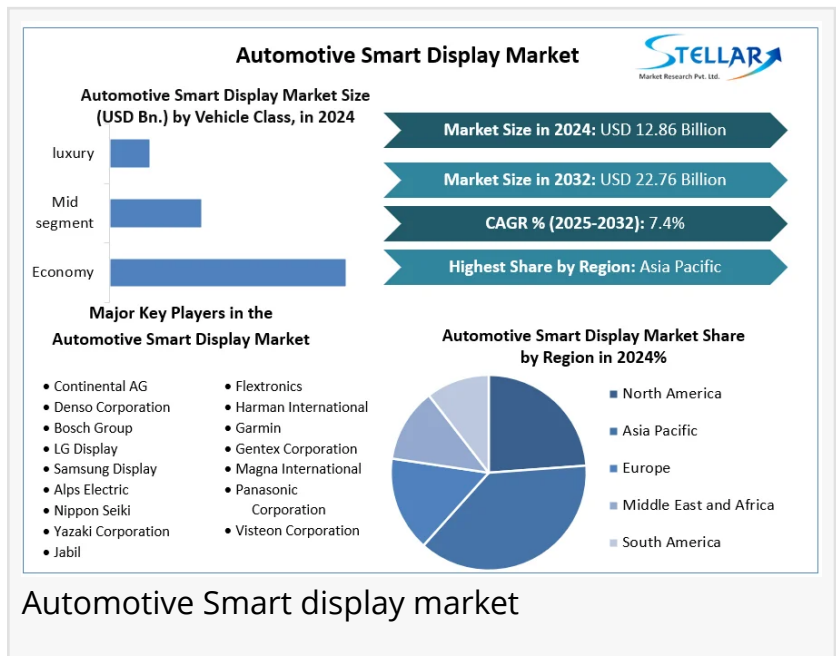 Automotive Smart Display Market
STELLAR
Market Research Pvt. Ltd.
Automotive Smart Display Market Size
(USD Bn.) by Vehicle Class, in 2024
luxury
Mid
segment
Economy
Market Size in 2024: USD 12.86 Billion
Market Size in 2032: USD 22.76 Billion
CAGR % (2025-2032): 7.4%
Highest Share by Region: Asia Pacific
Major Key Players in the
Automotive Smart Display Market
• Continental AG
• Denso Corporation
• Bosch Group
• LG Display
• Samsung Display
• Alps Electric
• Nippon Seiki
• Yazaki Corporation
• Jabil
• Flextronics
• Harman International
• Garmin
• Gentex Corporation
• Magna International
• Panasonic
Corporation
• Visteon Corporation
Automotive Smart Display Market Share
by Region in 2024%
North America
Asia Pacific
Europe
Middle East and Africa
South America
Automotive Smart display market